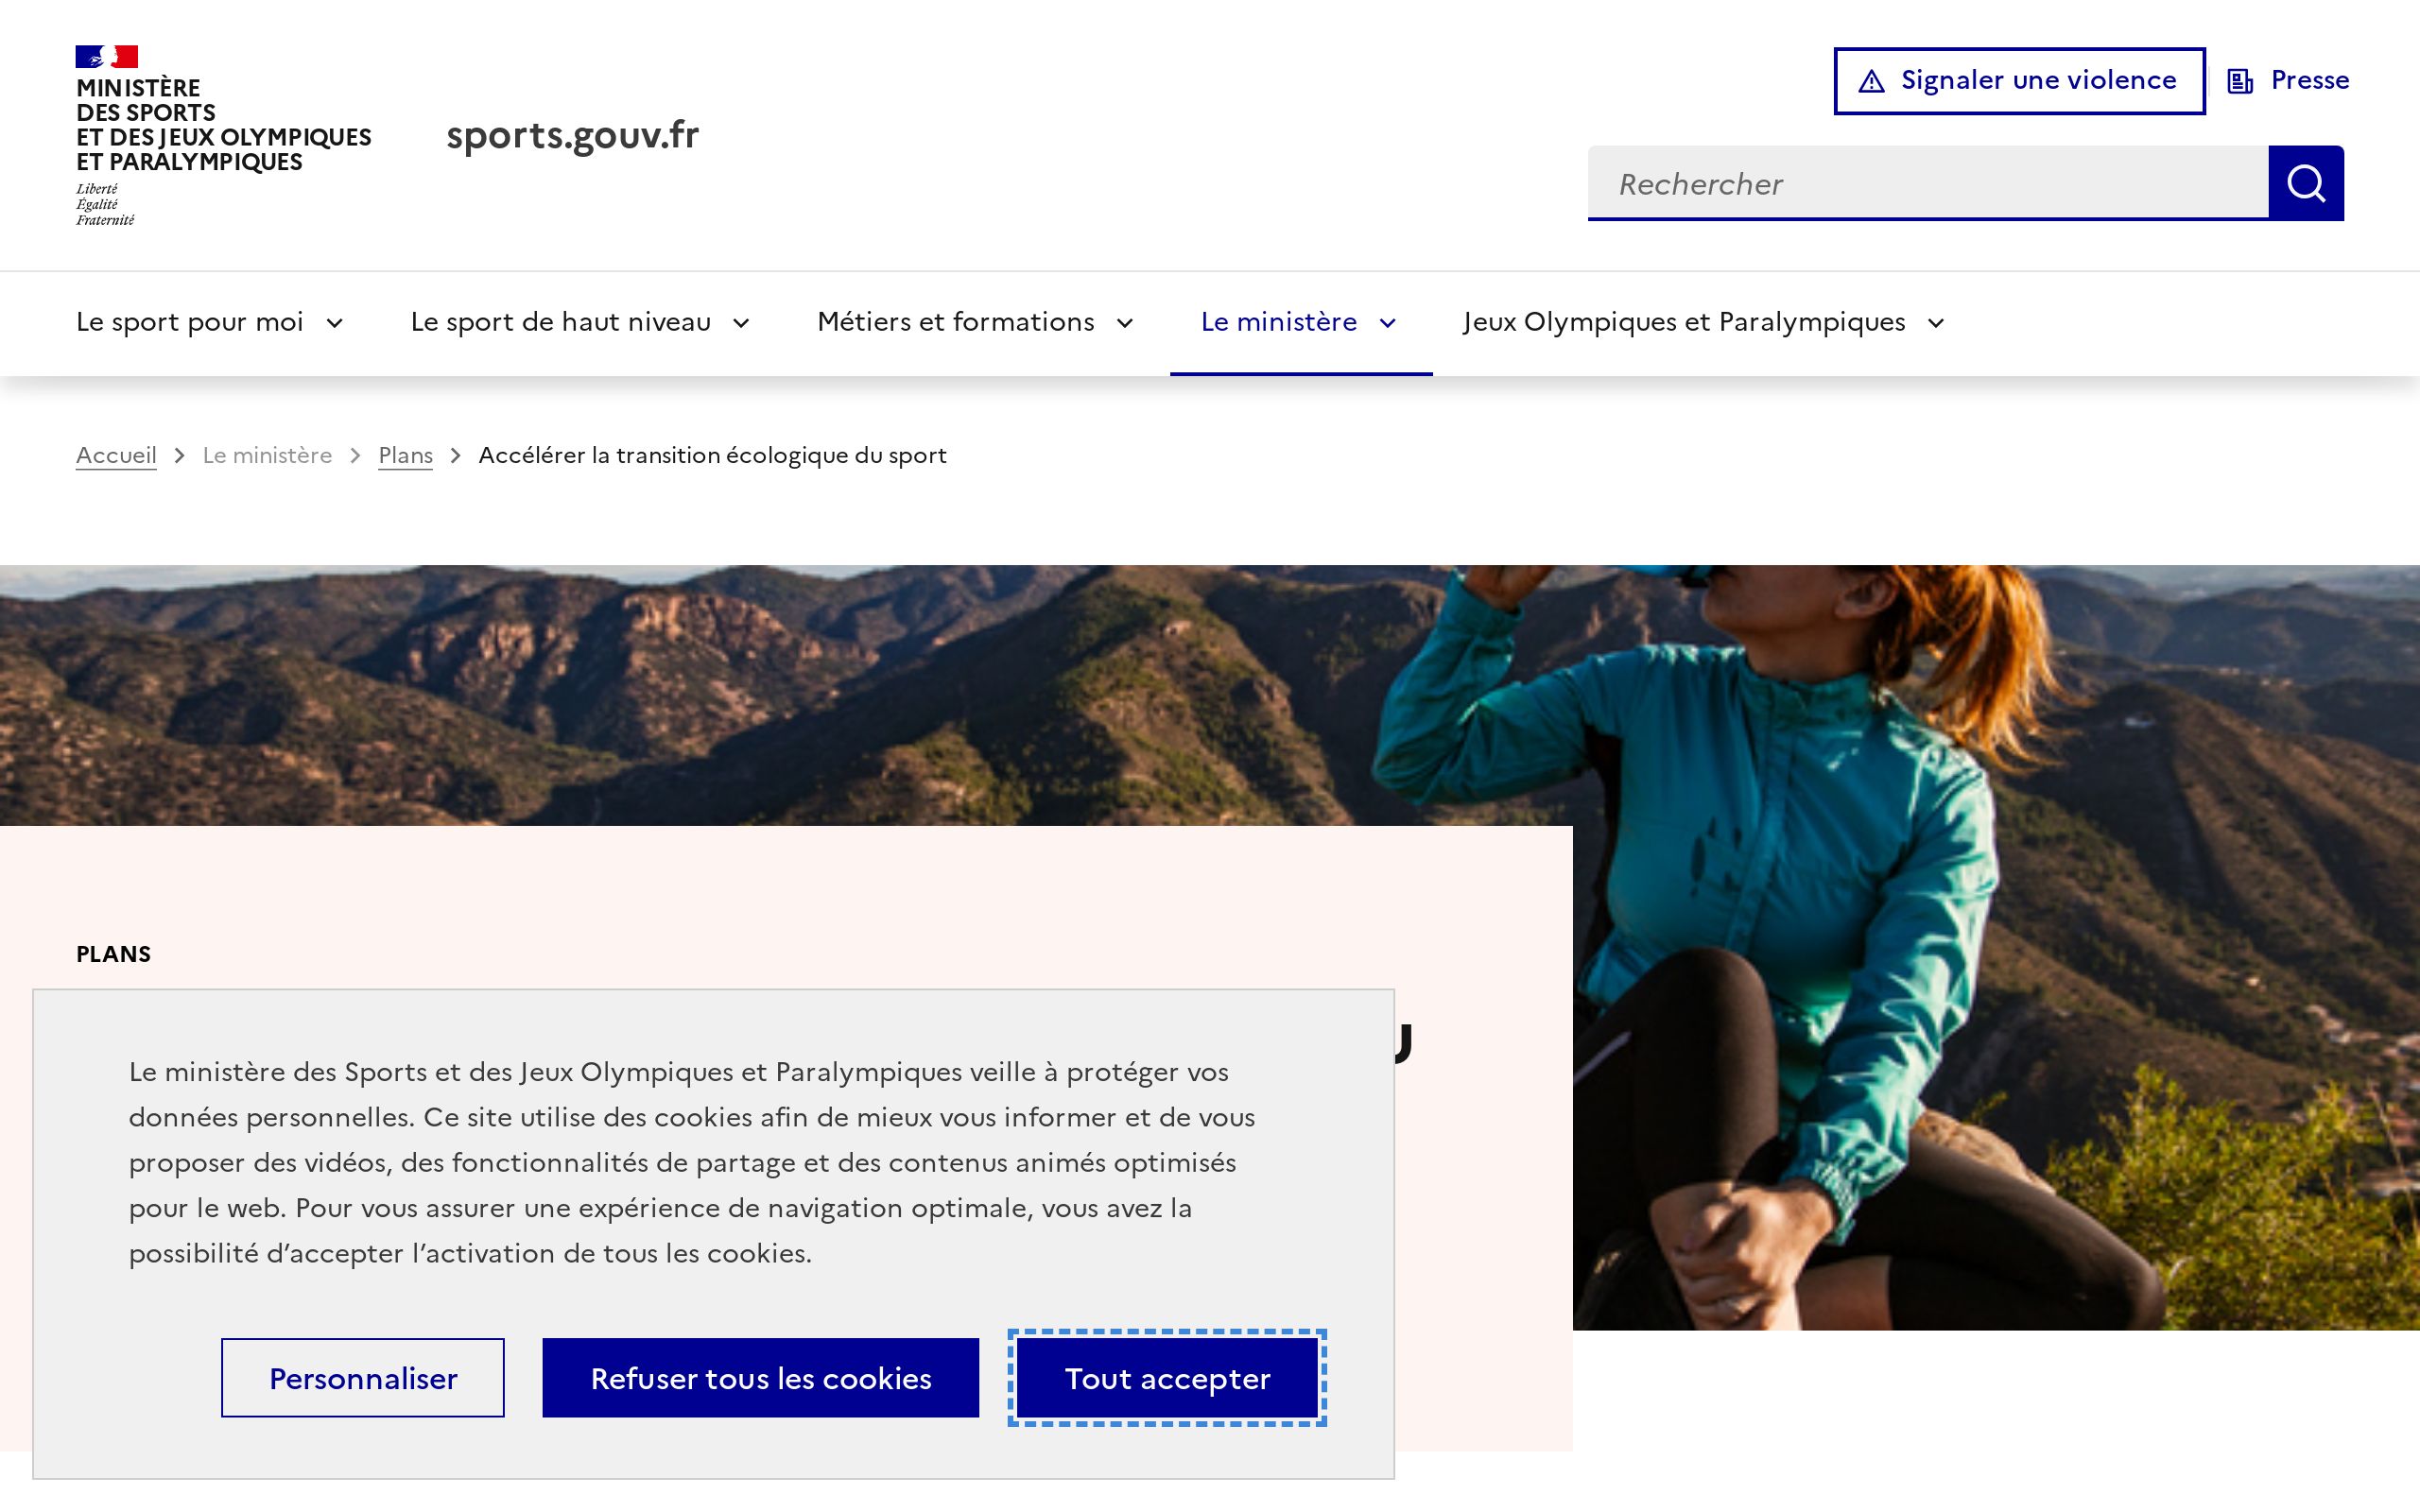 MINISTÈRE
DES SPORTS
ET DES JEUX OLYMPIQUES
ET PARALYMPIQUES
Liberté
Égalité
Fraternité
sports.gouv.fr
Signaler une violence
Presse
Rechercher
Le sport pour moi
Le sport de haut niveau
Métiers et formations
Le ministère
Jeux Olympiques et Paralympiques
Accueil > Le ministère > Plans > Accélérer la transition écologique du sport
PLANS
Le ministère des Sports et des Jeux Olympiques et Paralympiques veille à protéger vos
données personnelles. Ce site utilise des cookies afin de mieux vous informer et de vous
proposer des vidéos, des fonctionnalités de partage et des contenus animés optimisés
pour le web. Pour vous assurer une expérience de navigation optimale, vous avez la
possibilité d’accepter l’activation de tous les cookies.
Personnaliser
Refuser tous les cookies
Tout accepter